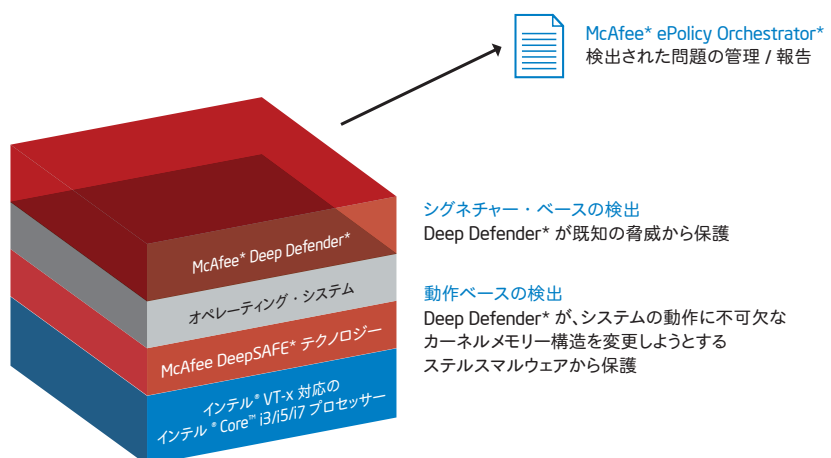 McAfee* ePolicy Orchestrator*
検出された問題の管理 / 報告
シグネチャー・ベースの検出
Deep Defender* が既知の脅威から保護
動作ベースの検出
Deep Defender* が、システムの動作に不可欠な
カーネルメモリー構造を変更しようとする
ステルスマルウェアから保護
McAfee* Deep Defender*
オペレーティング・システム
McAfee DeepSAFE* テクノロジー
インテル® VT-x 対応の
インテル® Core™ i3/i5/i7 プロセッサー